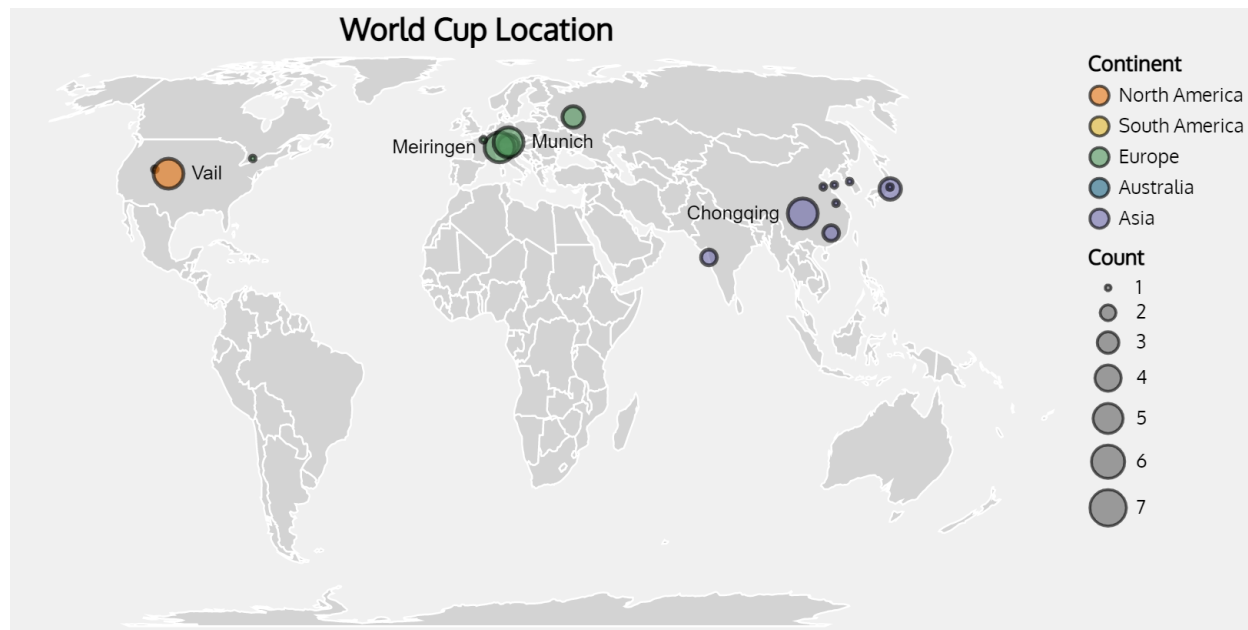 World Cup Location
Meiringen
Munich
Vail
Chongqing
Continent
North America
South America
Europe
Australia
Asia
Count
1
2
3
4
5
6
7